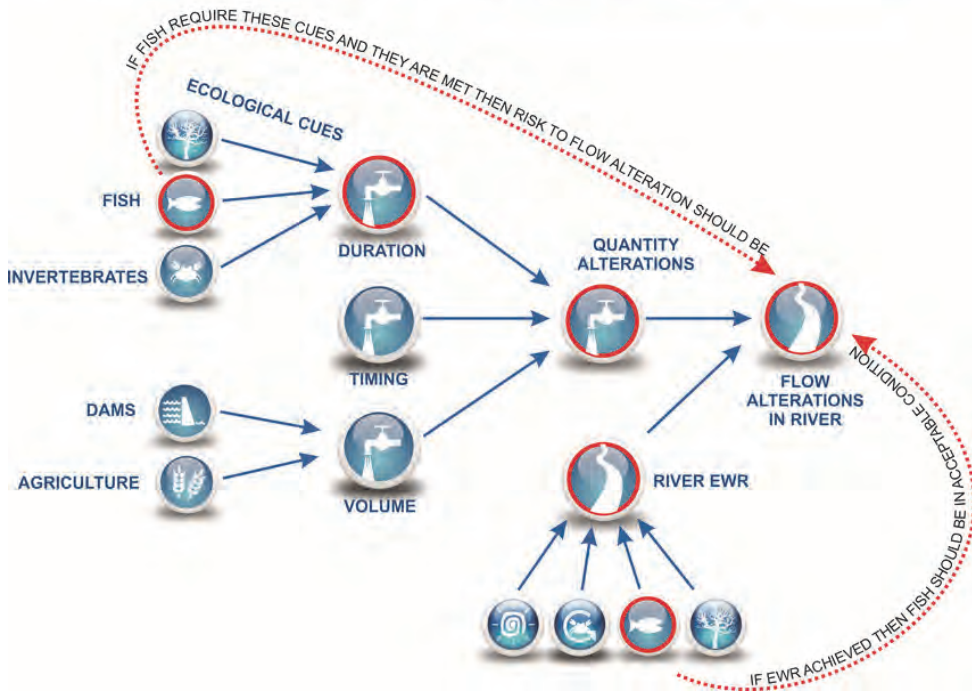 IF FISH REQUIRE THESE CUES AND THEY ARE MET THEN RISK TO FLOW ALTERATION SHOULD BE
ECOLOGICAL CUES
FISH
INVERTEBRATES
DURATION
QUANTITY
ALTERATIONS
TIMING
FLOW
ALTERATIONS
IN RIVER
DAMS
AGRICULTURE
VOLUME
RIVER EWR
IF EWR ACHIEVED THEN FISH SHOULD BE IN ACCEPTABLE CONDITION